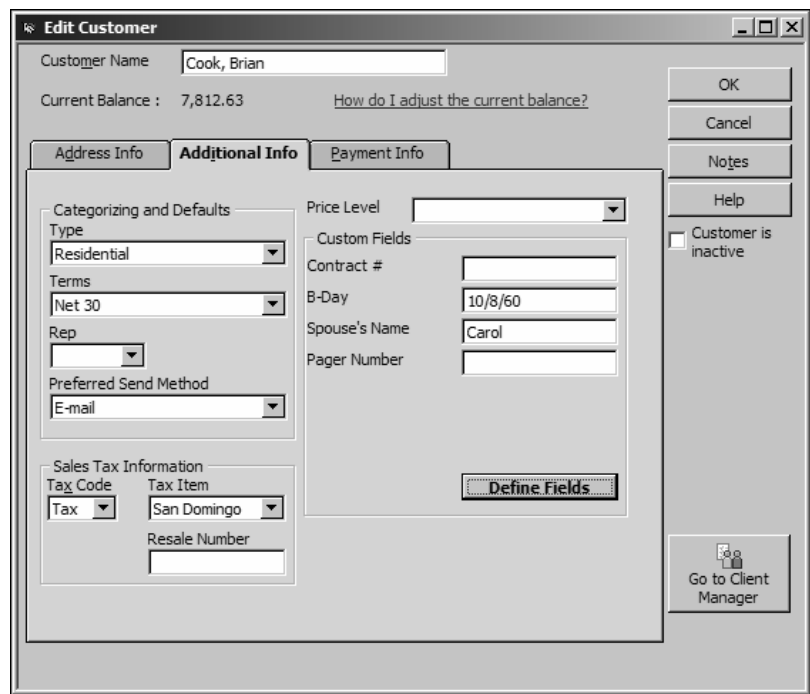 Edit Customer
Customer Name Cook, Brian
Current Balance : 7,812.63 How do I adjust the current balance?
OK
Cancel
Notes
Help
Customer is
inactive
Address Info Additional Info Payment Info
Categorizing and Defaults
Type
Residential
Terms
Net 30
Rep
Preferred Send Method
E-mail
Sales Tax Information
Tax Code Tax Item
Tax San Domingo
Resale Number
Price Level
Custom Fields
Contract #
B-Day 10/8/60
Spouse's Name Carol
Pager Number
Define Fields
Go to Client
Manager